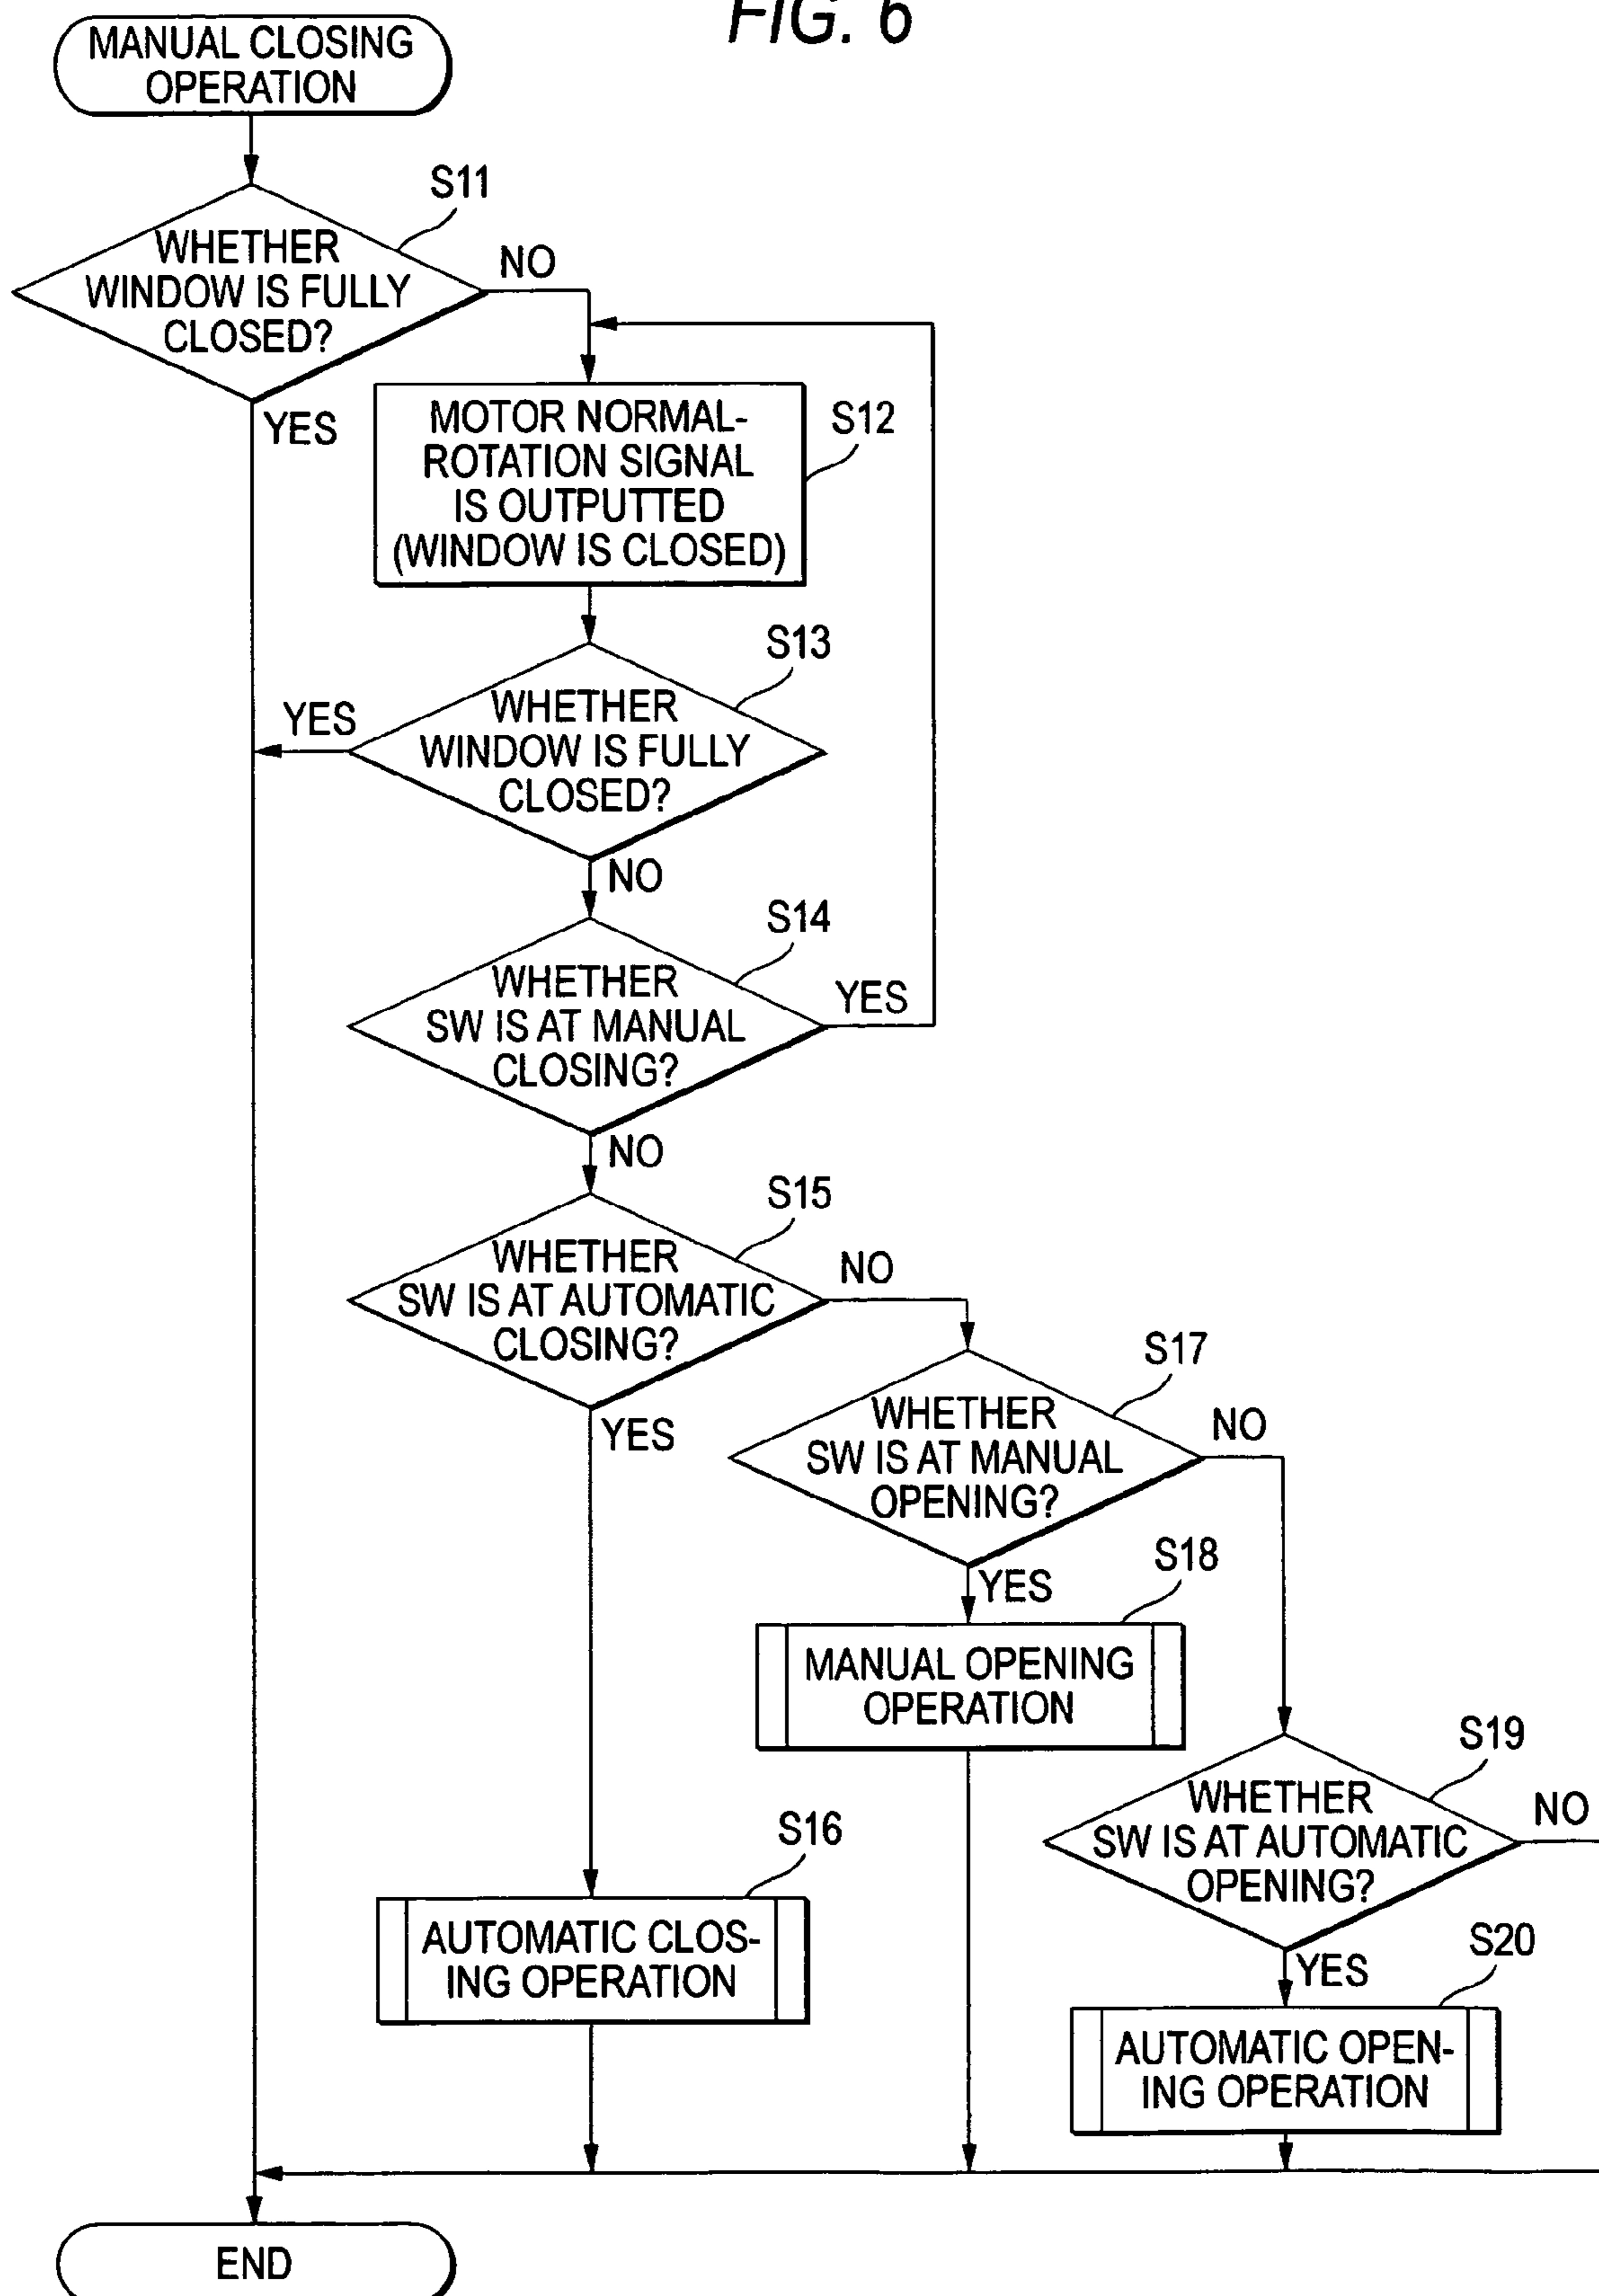 FIG. 6
MANUAL CLOSING
OPERATION
S11
WHETHER
WINDOW IS FULLY
CLOSED?
NO
YES
MOTOR NORMAL-
ROTATION SIGNAL
IS OUTPUTTED
(WINDOW IS CLOSED)
S12
S13
WHETHER
WINDOW IS FULLY
CLOSED?
YES
NO
S14
WHETHER
SW IS AT MANUAL
CLOSING?
YES
NO
S15
WHETHER
SW IS AT AUTOMATIC
CLOSING?
NO
YES
S17
WHETHER
SW IS AT MANUAL
OPENING?
NO
YES
S18
MANUAL OPENING
OPERATION
S19
WHETHER
SW IS AT AUTOMATIC
OPENING?
NO
YES
S16
AUTOMATIC CLOS-
ING OPERATION
S20
AUTOMATIC OPEN-
ING OPERATION
END